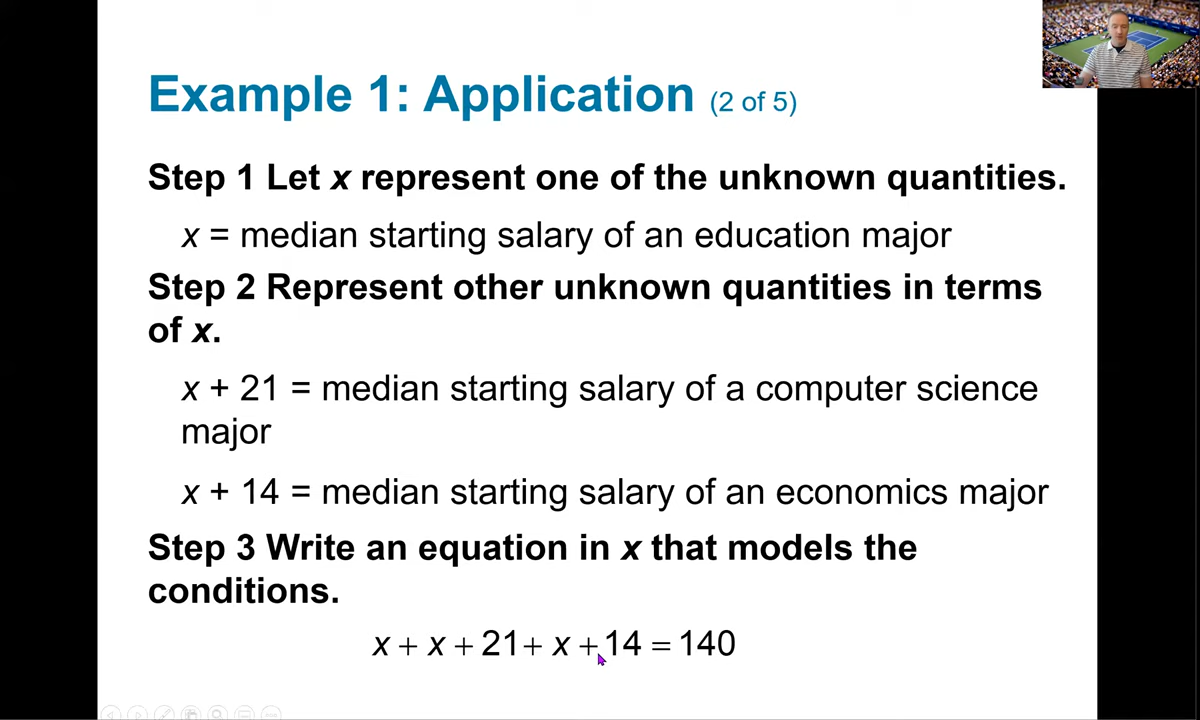 Example 1: Application (2 of 5)
Step 1 Let x represent one of the unknown quantities.
x = median starting salary of an education major
Step 2 Represent other unknown quantities in terms
of x.
x + 21 = median starting salary of a computer science
major
x + 14 = median starting salary of an economics major
Step 3 Write an equation in x that models the
conditions.
x + x + 21 + x + 14 = 140